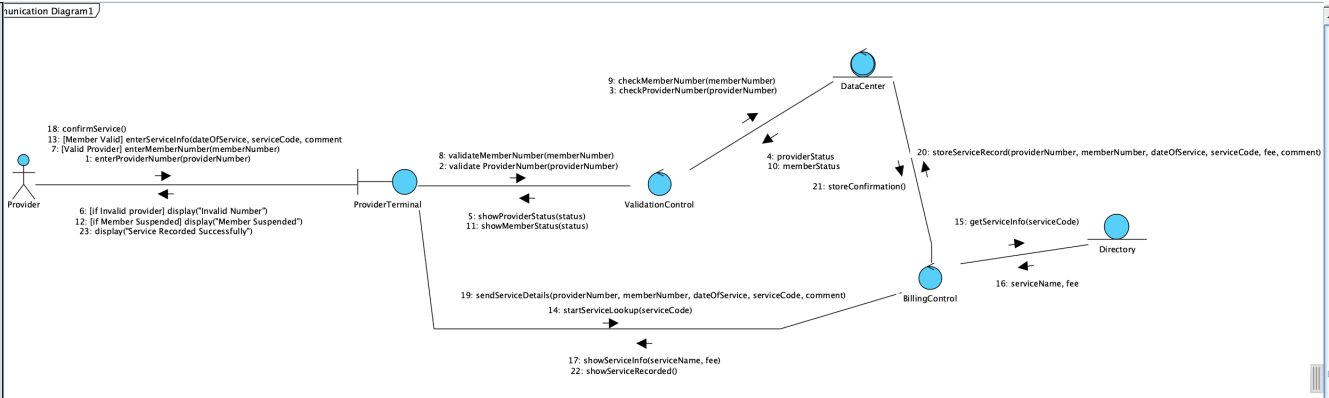 nunication Diagram1
9: checkMemberNumber(memberNumber)
3: checkProviderNumber(providerNumber)
DataCenter
18: confirmService()
13: [Member Valid] enterServiceInfo(dateOfService, serviceCode, comment
7: [Valid Provider] enterMemberNumber(memberNumber)
1: enterProviderNumber(providerNumber)
8: validateMemberNumber(memberNumber)
2: validate ProviderNumber(providerNumber)
4: providerStatus
10: memberStatus
20: storeServiceRecord(providerNumber, memberNumber, dateOfService, serviceCode, fee, comment)
21: storeConfirmation()
Provider
ProviderTerminal
ValidationControl
6: [if Invalid provider] display("Invalid Number")
12: [if Member Suspended] display("Member Suspended")
23: display("Service Recorded Successfully")
5: showProviderStatus(status)
11: showMemberStatus(status)
15: getServiceInfo(serviceCode)
Directory
16: serviceName, fee
BillingControl
19: sendServiceDetails(providerNumber, memberNumber, dateOfService, serviceCode, comment)
14: startServiceLookup(serviceCode)
17: showServiceInfo(serviceName, fee)
22: showServiceRecorded()